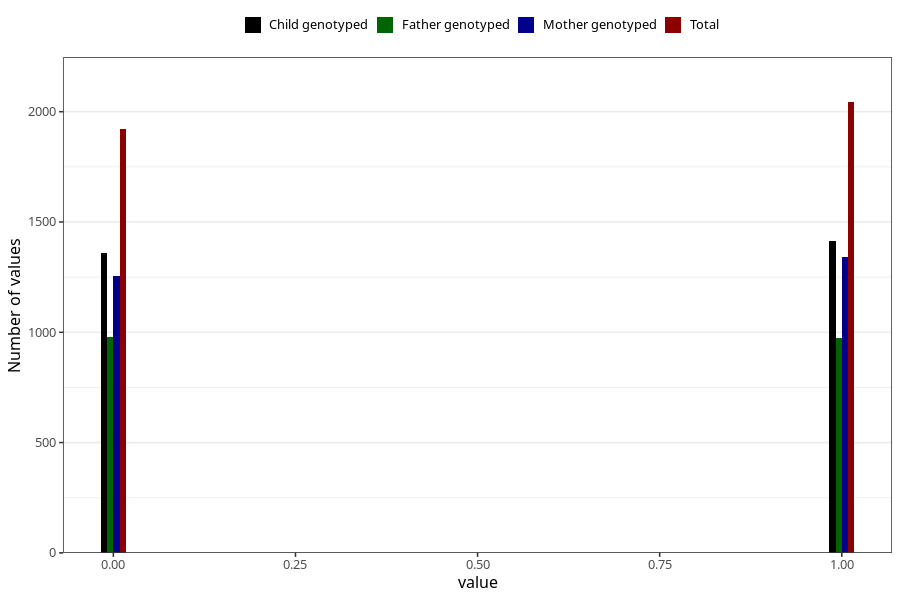 Child genotyped Father genotyped Mother genotyped Total
Number of values
2000
1500
1000
500
0
0.00 0.25 0.50 0.75 1.00
value